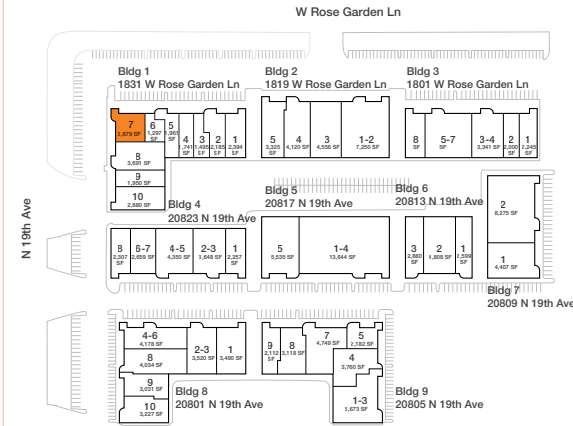 W Rose Garden Ln
Bldg 1
1831 W Rose Garden Ln
Bldg 2
1819 W Rose Garden Ln
Bldg 3
1801 W Rose Garden Ln
7
2,679 SF
6
1,297
SF
5
1,961
SF
4
1,741
SF
3
1,495
SF
2
2,185
SF
1
2,394
SF
8
3,691 SF
9
1,950 SF
10
2,880 SF
5
3,325
SF
4
4,120 SF
3
4,556 SF
1-2
7,250 SF
8
SF
5-7
SF
3-4
3,341 SF
2
2,000
SF
1
2,245
SF
N 19th Ave
Bldg 4
20823 N 19th Ave
Bldg 5
20817 N 19th Ave
Bldg 6
20813 N 19th Ave
8
2,307
SF
6-7
2,659 SF
4-5
4,350 SF
2-3
3,648 SF
1
2,257
SF
5
5,535 SF
1-4
13,644 SF
3
2,880
SF
2
4,808 SF
1
2,599
SF
2
8,275 SF
1
4,407 SF
Bldg 7
20809 N 19th Ave
4-6
4,178 SF
8
4,034 SF
9
3,031 SF
10
3,227 SF
2-3
3,520 SF
1
3,490 SF
Bldg 8
20801 N 19th Ave
9
2,112
SF
8
3,118 SF
7
4,749 SF
5
2,182 SF
4
3,760 SF
1-3
5,673 SF
Bldg 9
20805 N 19th Ave